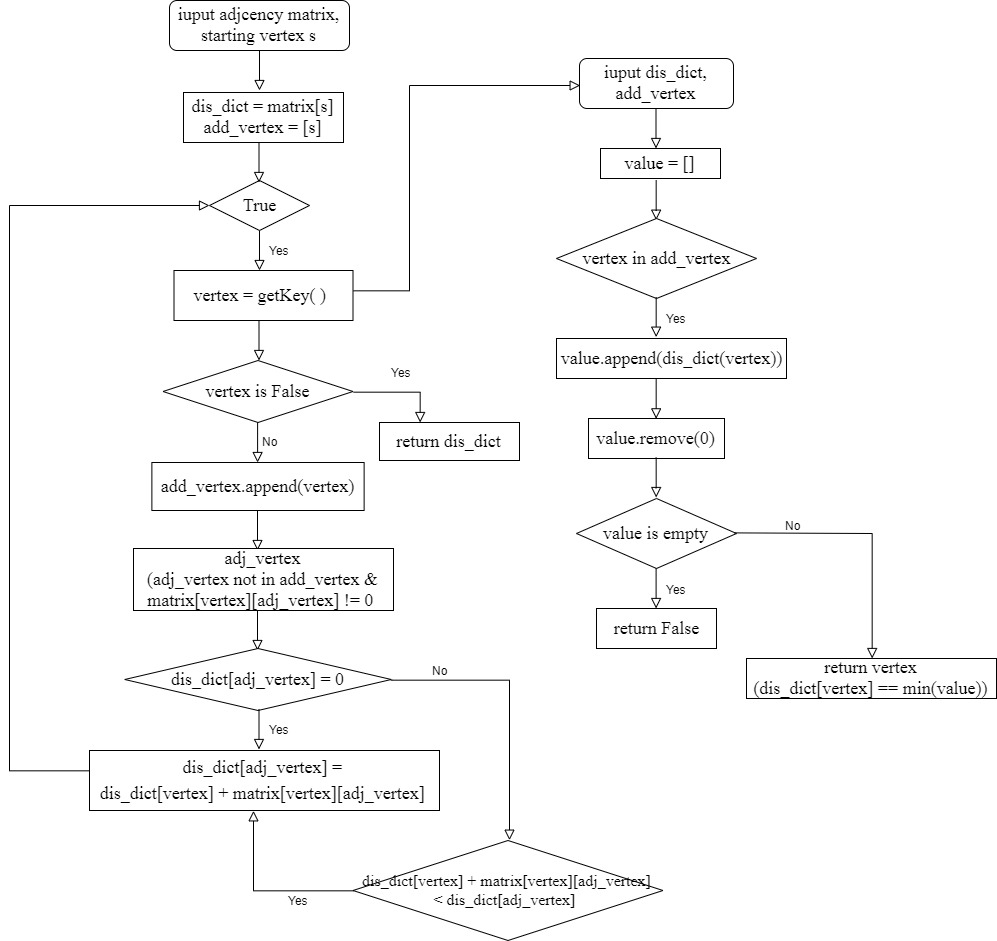 iuput adjcency matrix,
starting vertex s
dis_dict = matrix[s]
add_vertex = [s]
True
Yes
vertex = getKey( )
vertex is False
Yes
return dis_dict
No
add_vertex.append(vertex)
adj_vertex
(adj_vertex not in add_vertex &
matrix[vertex][adj_vertex] != 0
dis_dict[adj_vertex] = 0
No
Yes
dis_dict[adj_vertex] =
dis_dict[vertex] + matrix[vertex][adj_vertex]
dis_dict[vertex] + matrix[vertex][adj_vertex]
< dis_dict[adj_vertex]
Yes
iuput dis_dict,
add_vertex
value = []
vertex in add_vertex
Yes
value.append(dis_dict(vertex))
value.remove(0)
value is empty
No
Yes
return False
return vertex
(dis_dict[vertex] == min(value))